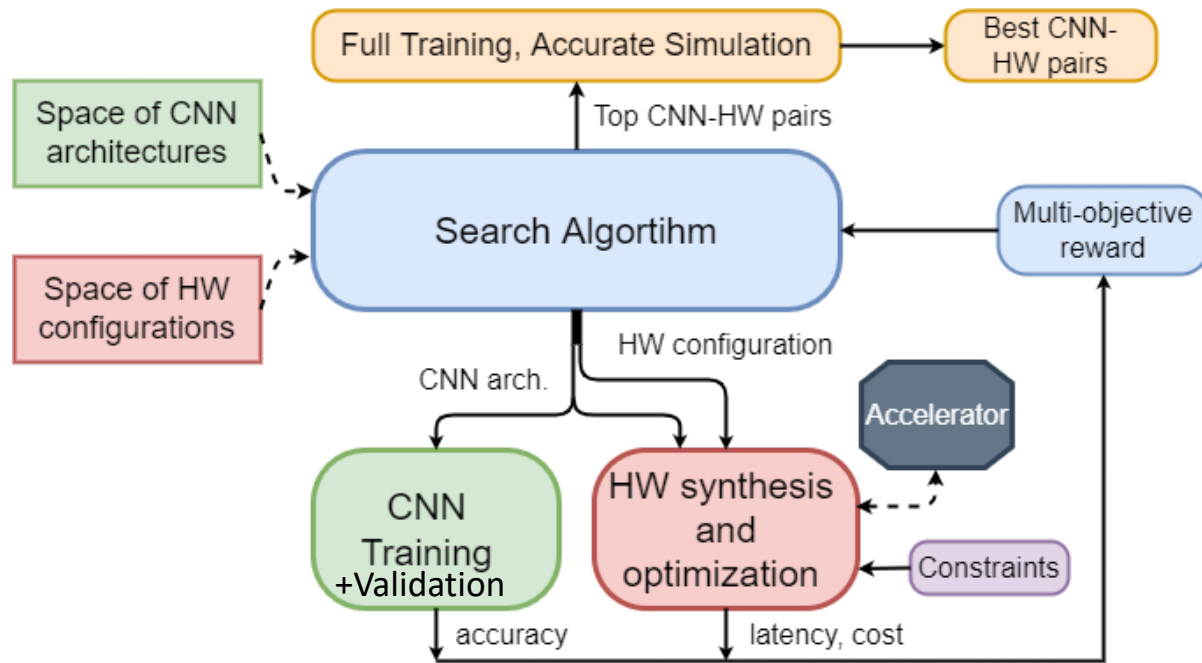 Full Training, Accurate Simulation
Best CNN-
HW pairs
Top CNN-HW pairs
Space of CNN
architectures
Search Algortihm
Multi-objective
reward
Space of HW
configurations
HW configuration
CNN arch.
Accelerator
CNN
Training
+Validation
HW synthesis
and
optimization
Constraints
accuracy
latency, cost